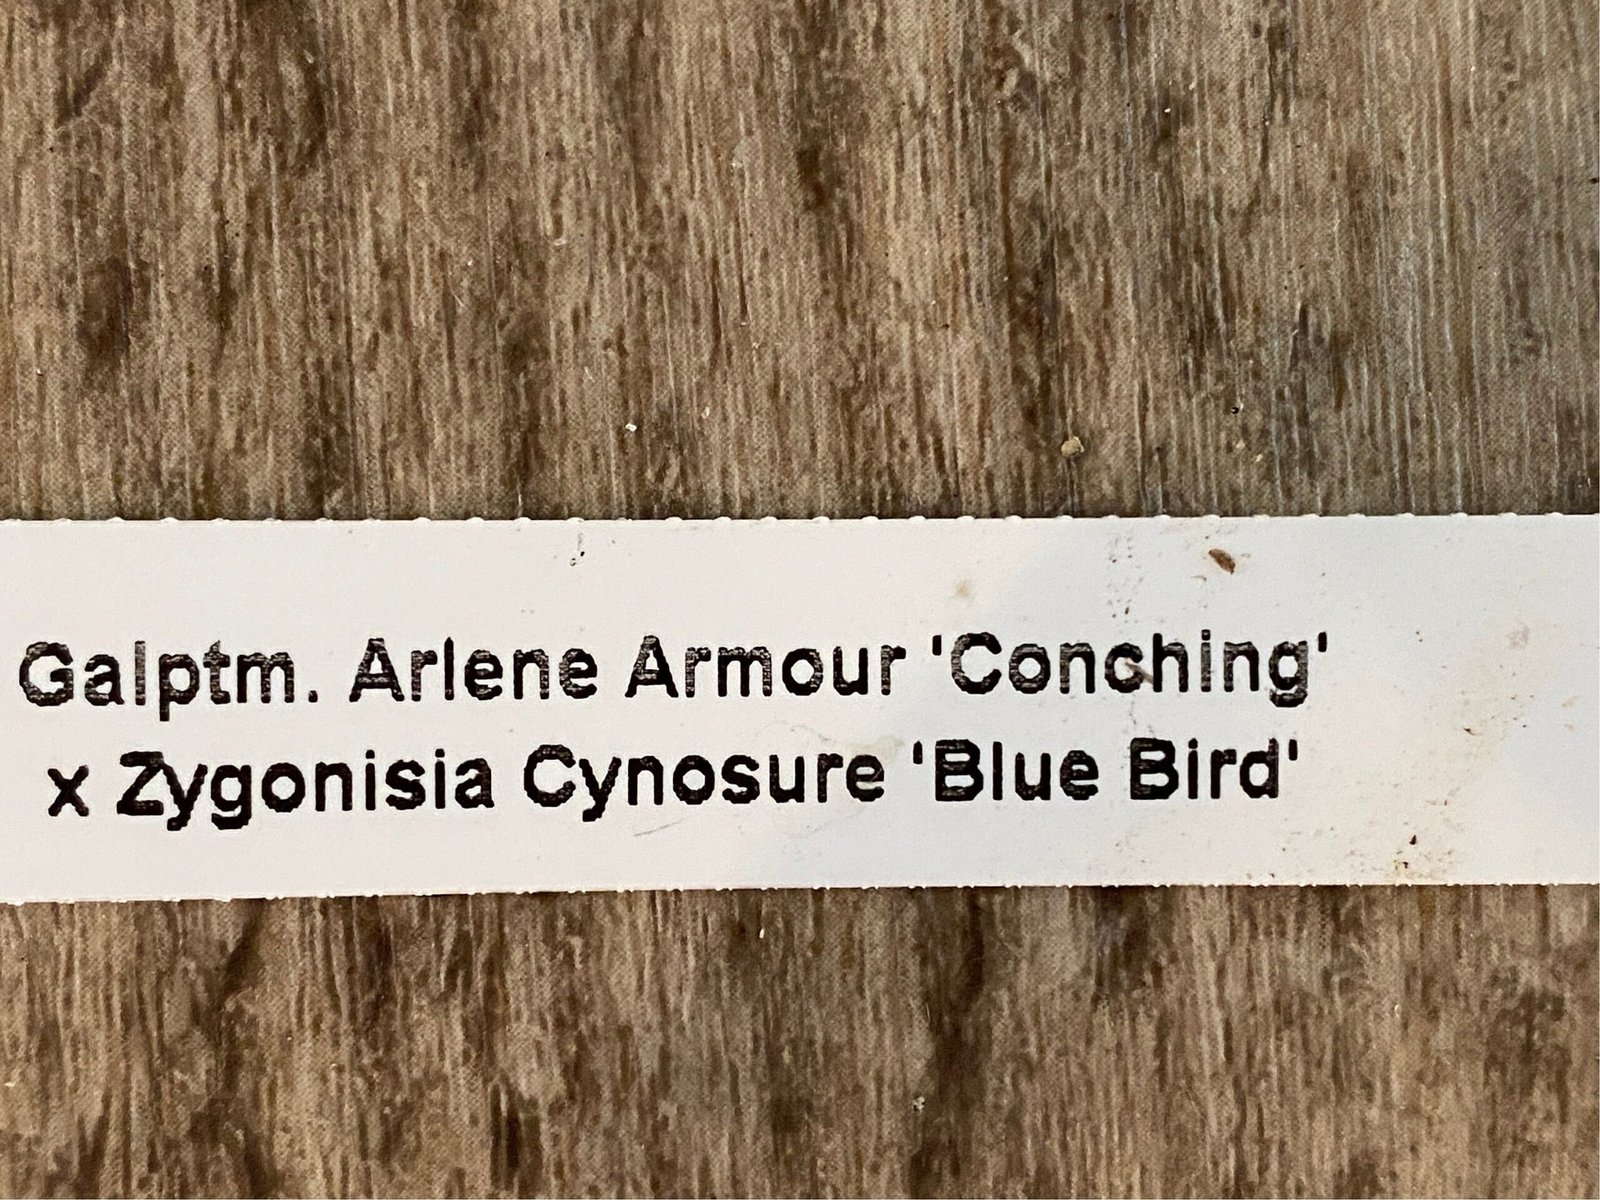 Galptm. Arlene Armour 'Conching'
x Zygonisia Cynosure 'Blue Bird'